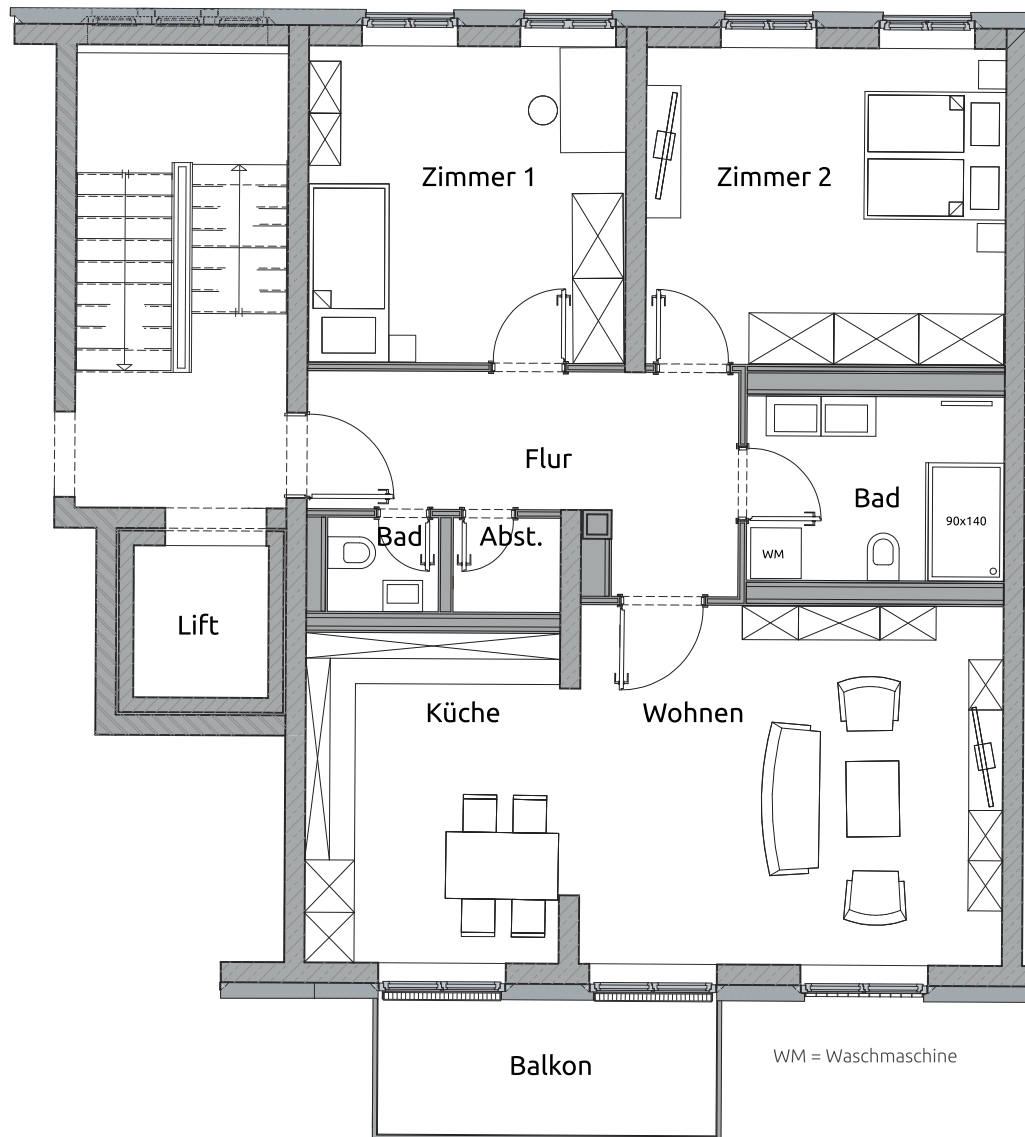 Zimmer 1
Zimmer 2
Flur
Bad
90x140
Bad
Abst.
WM
Lift
Küche
Wohnen
Balkon
WM = Waschmaschine